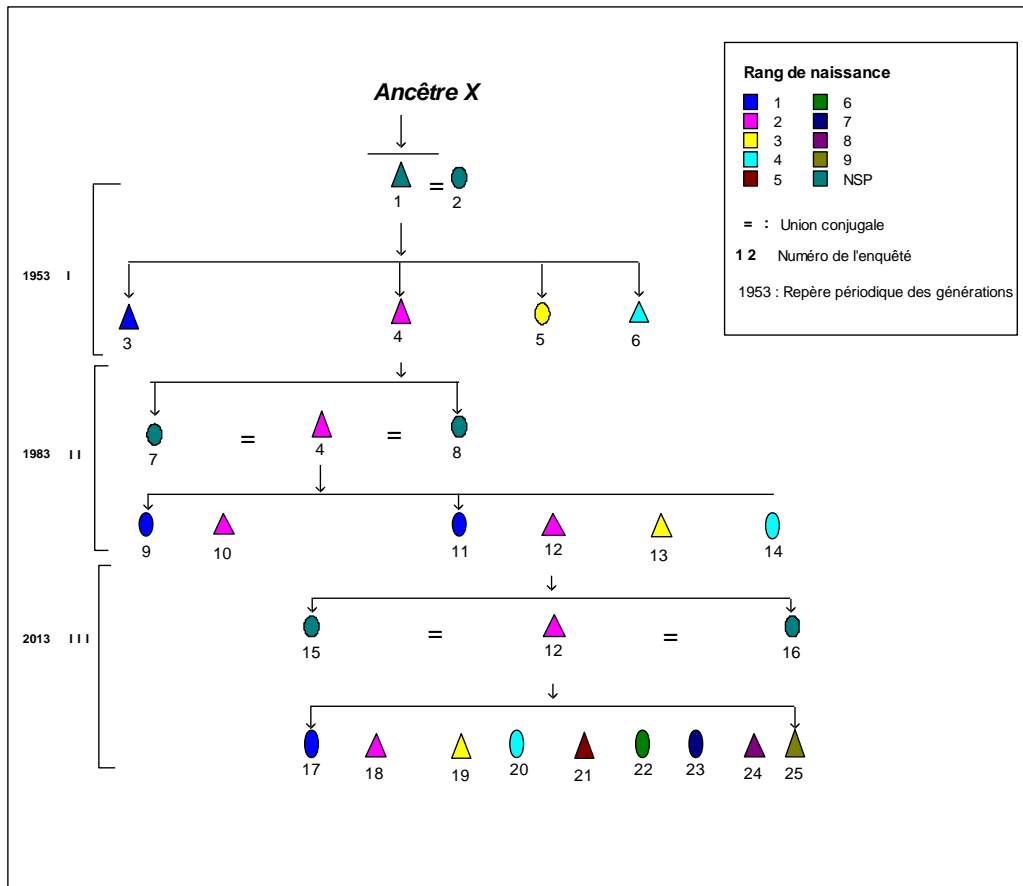 Ancêtre X
1 = 2
1953 I
3 4 5 6
1983 II
7 = 4 = 8
9 10 11 12 13 14
2013 III
15 = 12 = 16
17 18 19 20 21 22 23 24 25
Rang de naissance
1 6
2 7
3 8
4 9
5 NSP
= : Union conjugale
1 2 Numéro de l'enquêté
1953 : Repère périodique des générations